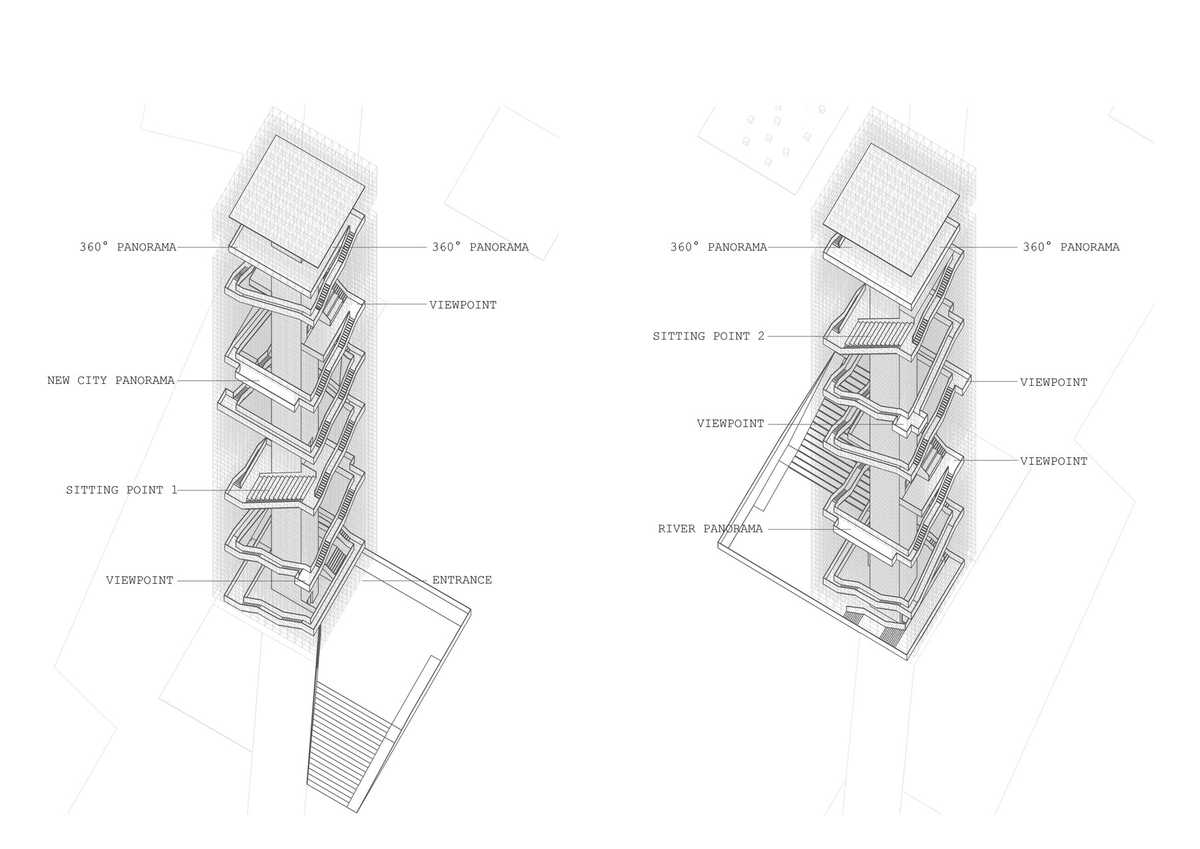 360° PANORAMA
360° PANORAMA
VIEWPOINT
NEW CITY PANORAMA
SITTING POINT 1
VIEWPOINT
ENTRANCE
360° PANORAMA
360° PANORAMA
SITTING POINT 2
VIEWPOINT
VIEWPOINT
VIEWPOINT
RIVER PANORAMA